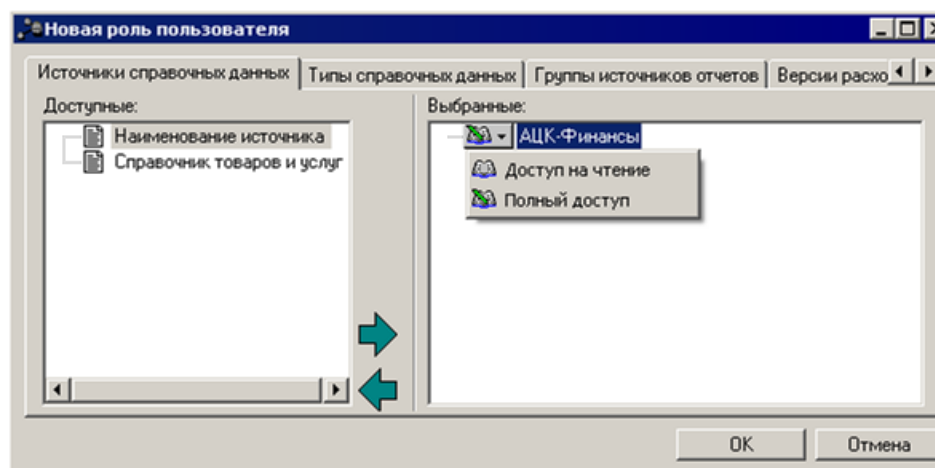 Новая роль пользователя
Источники справочных данных Типы справочных данных Группы источников отчетов Версии расхо
Доступные: Выбранные:
Наименование источника АЦК-Финансы
Справочник товаров и услуг Доступ на чтение
Полный доступ
OK Отмена